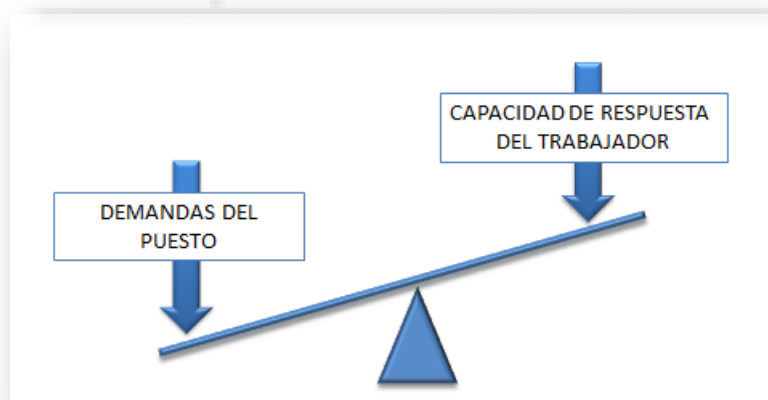 CAPACIDAD DE RESPUESTA
DEL TRABAJADOR
DEMANDAS DEL
PUESTO